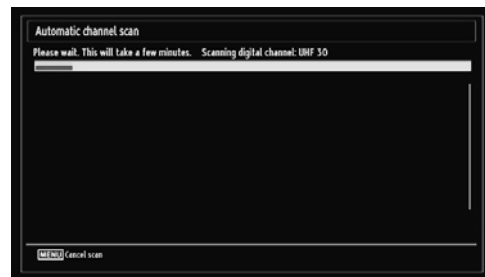 Automatic channel scan
Please wait. This will take a few minutes. Scanning digital channel: UHF 30
MENU Cancel scan